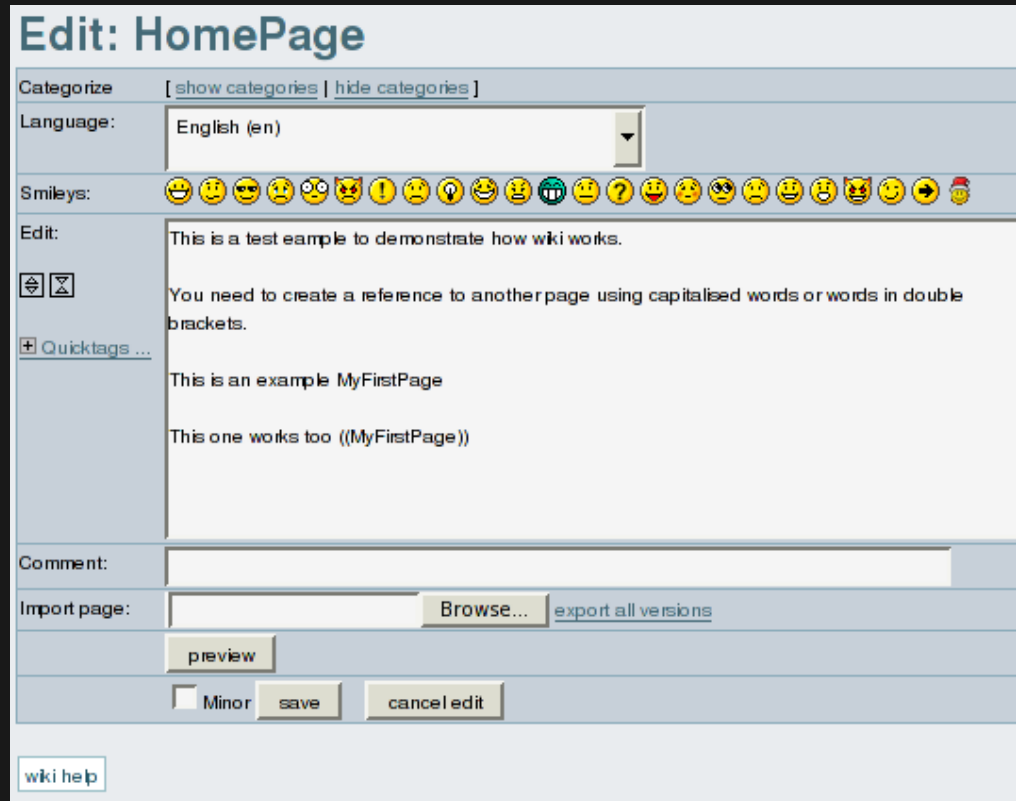 Edit: HomePage
Categorize [ show categories | hide categories ]
Language: English (en)
Smileys:
Edit:
This is a test eample to demonstrate how wiki works.
You need to create a reference to another page using capitalised words or words in double
brackets.
Quicktags ...
This is an example MyFirstPage
This one works too ((MyFirstPage))
Comment:
Import page: Browse... export all versions
preview
Minor save cancel edit
wiki help